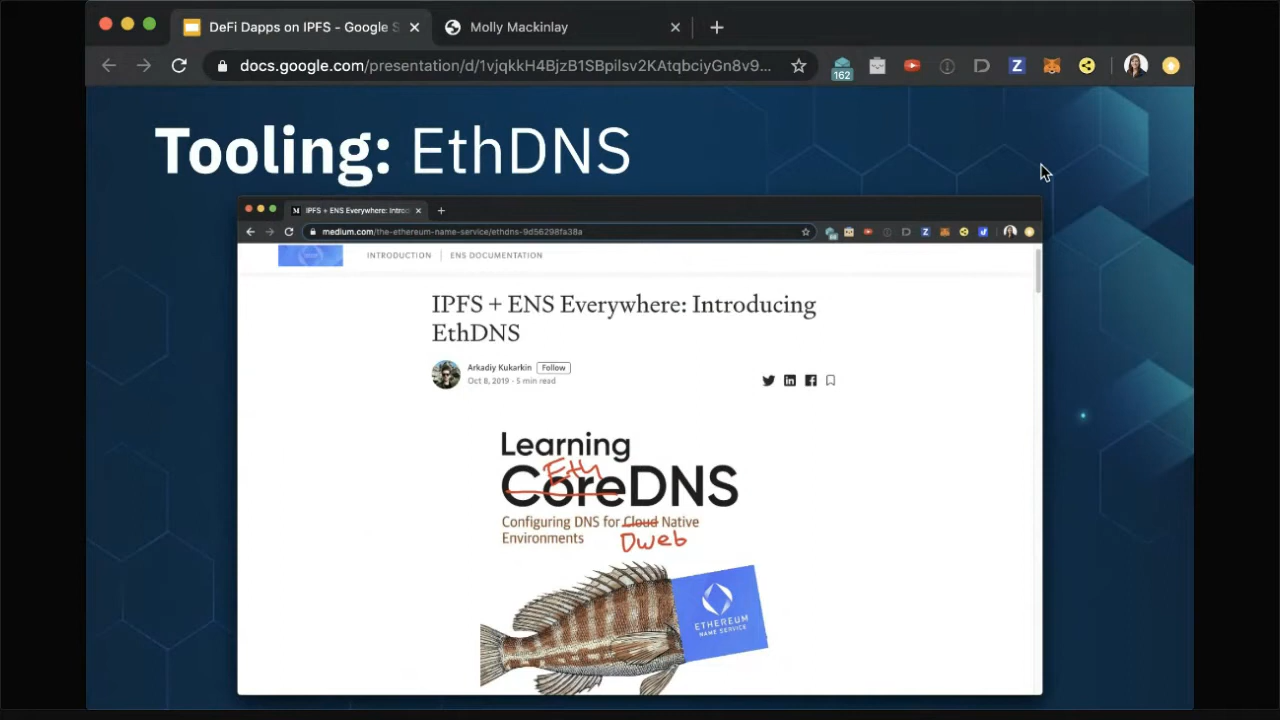 DeFi Dapps on IPFS - Google S
Molly Mackinlay
docs.google.com/presentation/d/1vjqkkH4BjzB1SBpiIsv2KAtqbciyGn8v9...
162
Z
Tooling: EthDNS
IPFS + ENS Everywhere: Introd
medium.com/the-ethereum-name-service/ethdns-9d56298fa38a
INTRODUCTION
ENS DOCUMENTATION
IPFS + ENS Everywhere: Introducing
EthDNS
Arkadiy Kukarkin Follow
Oct 8, 2019 · 5 min read
Learning
Eth
CoreDNS
Configuring DNS for Cloud Native
Environments
Dweb
ETHEREUM
NAME SERVICE